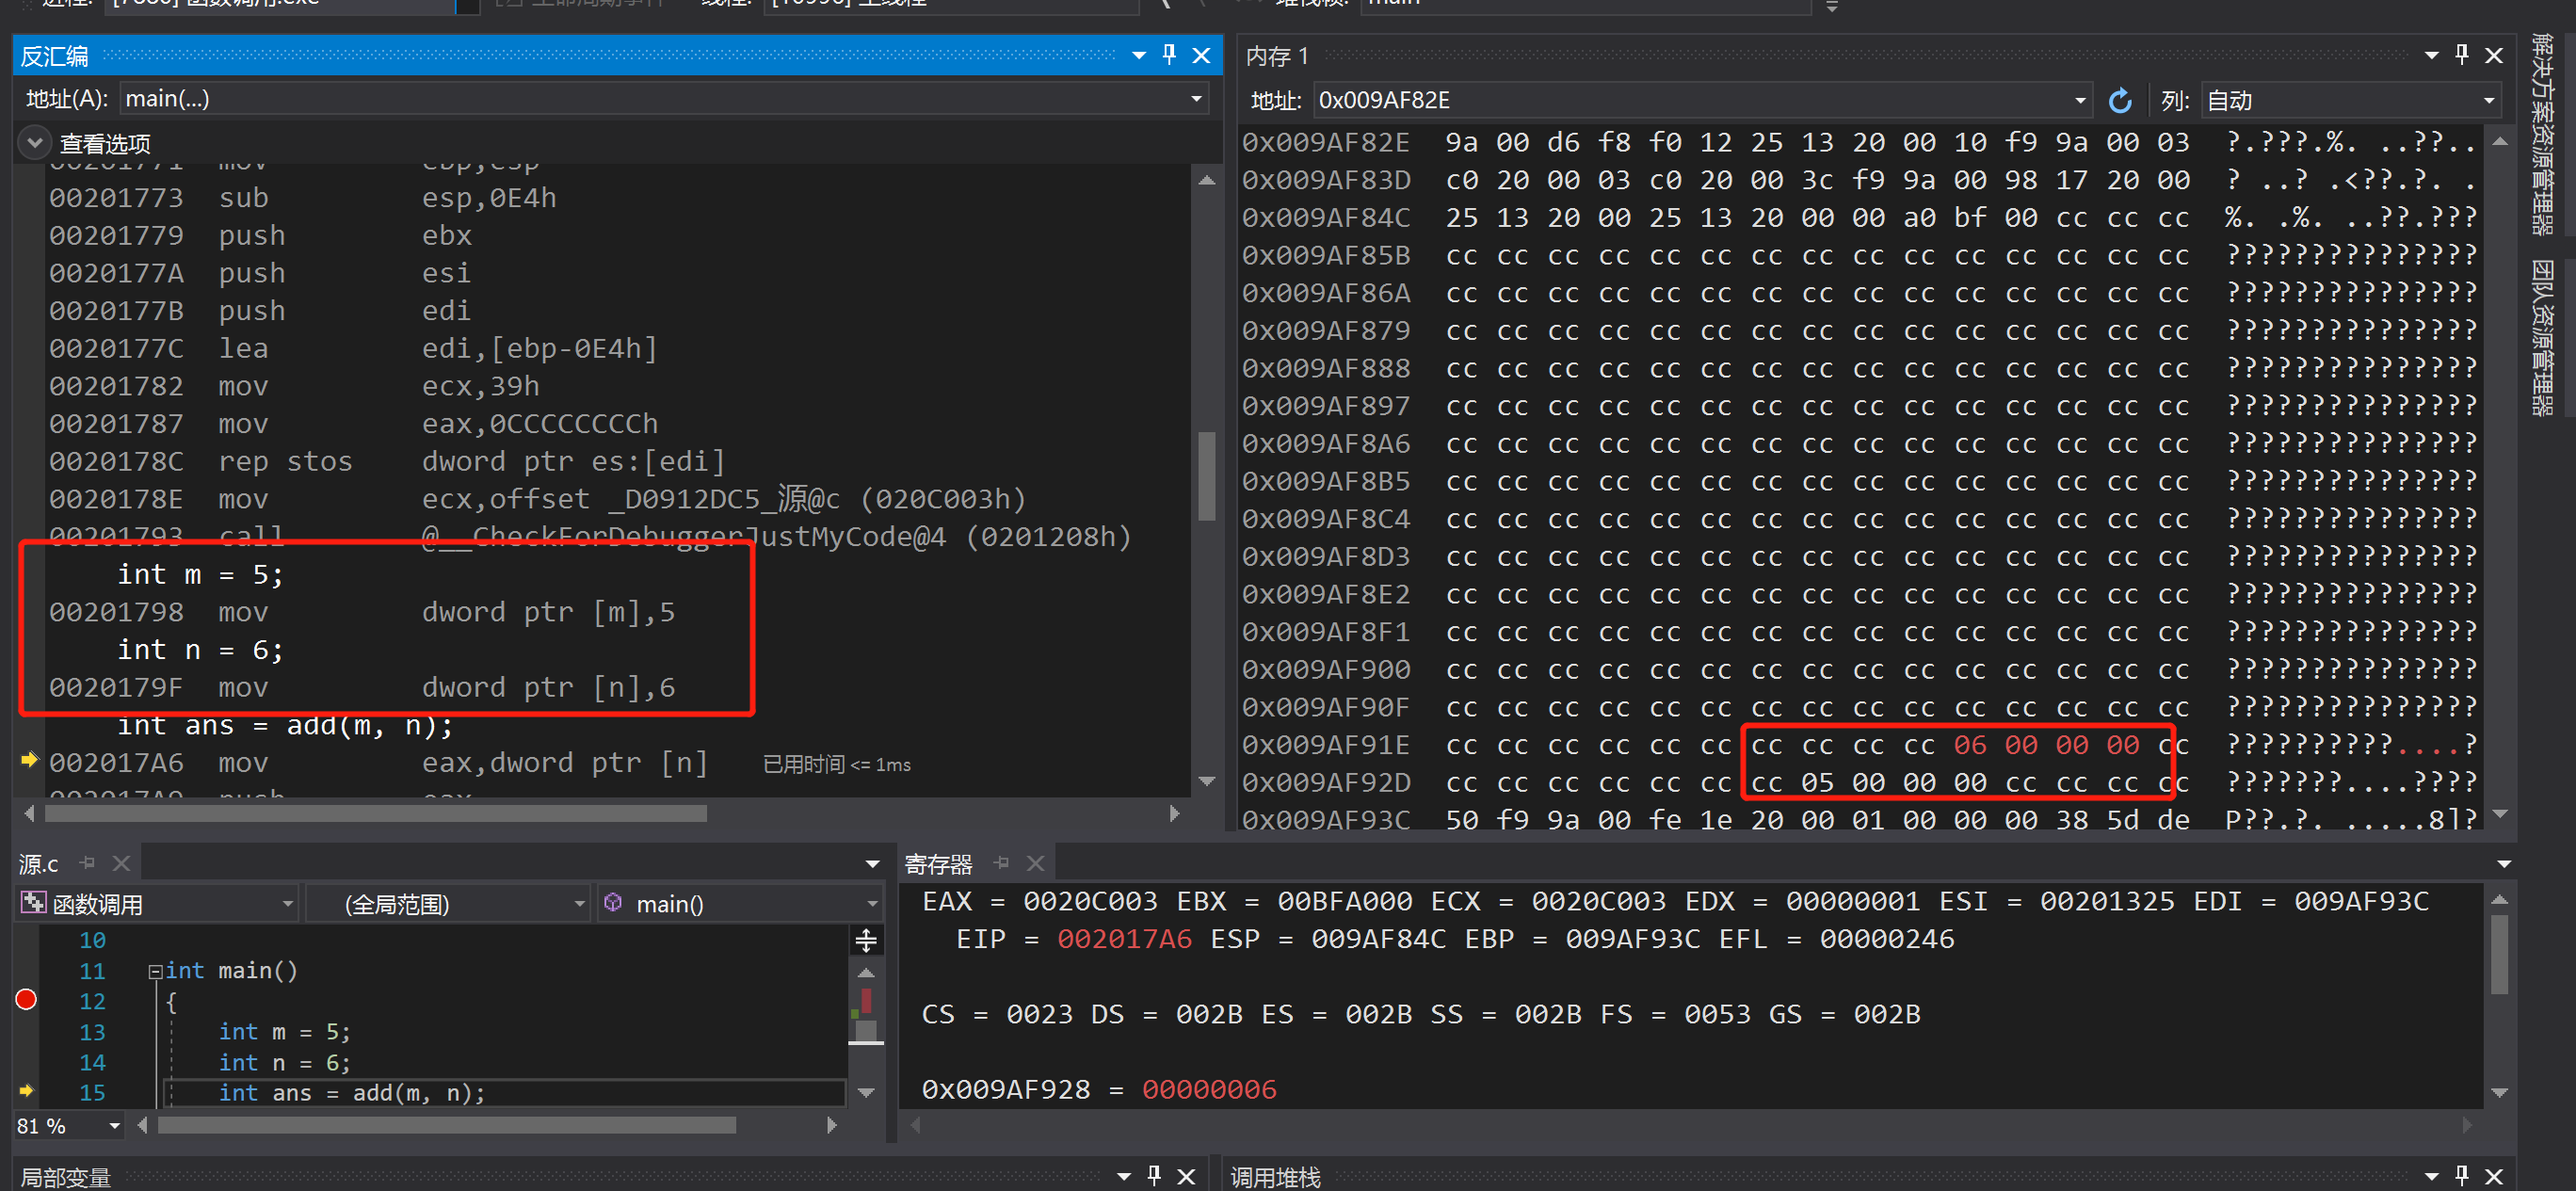 反汇编
地址(A): main(...)
查看选项
00201773 sub esp,0E4h
00201779 push ebx
0020177A push esi
0020177B push edi
0020177C lea edi,[ebp-0E4h]
00201782 mov ecx,39h
00201787 mov eax,0CCCCCCCCh
0020178C rep stos dword ptr es:[edi]
0020178E mov ecx,offset _D0912DC5_源@c (020C003h)
00201793 call @__CheckForDebuggerJustMyCode@4 (0201208h)
int m = 5;
00201798 mov dword ptr [m],5
int n = 6;
0020179F mov dword ptr [n],6
int ans = add(m, n);
002017A6 mov eax,dword ptr [n] 已用时间 <= 1ms
内存 1
地址: 0x009AF82E 列: 自动
0x009AF82E 9a 00 d6 f8 f0 12 25 13 20 00 10 f9 9a 00 03 ?.???.%. ..??..
0x009AF83D c0 20 00 03 c0 20 00 3c f9 9a 00 98 17 20 00 ? ..? .<??.?. .
0x009AF84C 25 13 20 00 25 13 20 00 00 a0 bf 00 cc cc cc %. .%. ..??.???
0x009AF85B cc cc cc cc cc cc cc cc cc cc cc cc cc cc cc ???????????????
0x009AF86A cc cc cc cc cc cc cc cc cc cc cc cc cc cc cc ???????????????
0x009AF879 cc cc cc cc cc cc cc cc cc cc cc cc cc cc cc ???????????????
0x009AF888 cc cc cc cc cc cc cc cc cc cc cc cc cc cc cc ???????????????
0x009AF897 cc cc cc cc cc cc cc cc cc cc cc cc cc cc cc ???????????????
0x009AF8A6 cc cc cc cc cc cc cc cc cc cc cc cc cc cc cc ???????????????
0x009AF8B5 cc cc cc cc cc cc cc cc cc cc cc cc cc cc cc ???????????????
0x009AF8C4 cc cc cc cc cc cc cc cc cc cc cc cc cc cc cc ???????????????
0x009AF8D3 cc cc cc cc cc cc cc cc cc cc cc cc cc cc cc ???????????????
0x009AF8E2 cc cc cc cc cc cc cc cc cc cc cc cc cc cc cc ???????????????
0x009AF8F1 cc cc cc cc cc cc cc cc cc cc cc cc cc cc cc ???????????????
0x009AF900 cc cc cc cc cc cc cc cc cc cc cc cc cc cc cc ???????????????
0x009AF90F cc cc cc cc cc cc cc cc cc cc cc cc cc cc cc ???????????????
0x009AF91E cc cc cc cc cc cc cc cc cc cc 06 00 00 00 cc ??????????....?
0x009AF92D cc cc cc cc cc cc cc 05 00 00 00 cc cc cc cc ???????....????
0x009AF93C 50 f9 9a 00 fe 1e 20 00 01 00 00 00 38 5d de P??.?. .....8]?
解决方案资源管理器
团队资源管理器
源.c
函数调用 (全局范围) main()
10
11 int main()
12 {
13 int m = 5;
14 int n = 6;
15 int ans = add(m, n);
81 %
寄存器
EAX = 0020C003 EBX = 00BFA000 ECX = 0020C003 EDX = 00000001 ESI = 00201325 EDI = 009AF93C
EIP = 002017A6 ESP = 009AF84C EBP = 009AF93C EFL = 00000246
CS = 0023 DS = 002B ES = 002B SS = 002B FS = 0053 GS = 002B
0x009AF928 = 00000006
局部变量
调用堆栈